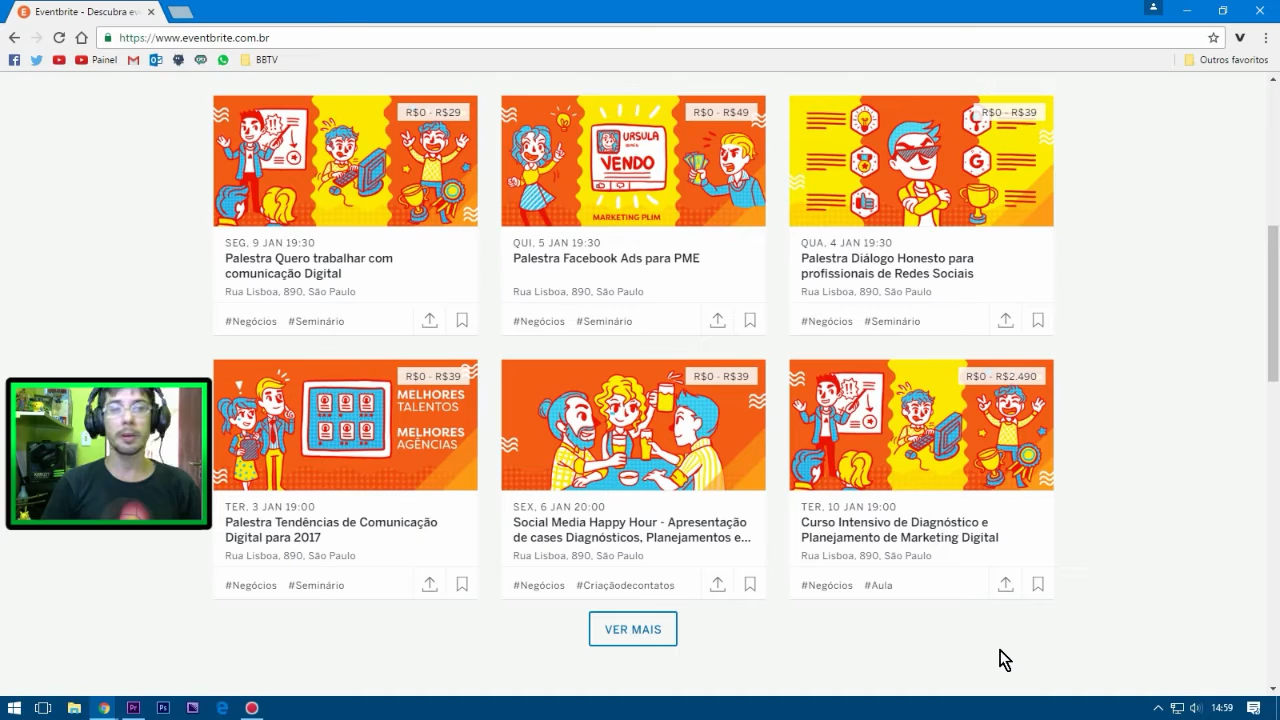 Eventbrite - Descubra ev
https://www.eventbrite.com.br
Painel
BBTV
Outros favoritos
R$0 - R$29
R$0 - R$49
R$0 - R$39
URSULA
VENDO
MARKETING PLIM
G
SEG, 9 JAN 19:30
Palestra Quero trabalhar com
comunicação Digital
Rua Lisboa, 890, São Paulo
#Negócios #Seminário
QUI, 5 JAN 19:30
Palestra Facebook Ads para PME
Rua Lisboa, 890, São Paulo
#Negócios #Seminário
QUA, 4 JAN 19:30
Palestra Diálogo Honesto para
profissionais de Redes Sociais
Rua Lisboa, 890, São Paulo
#Negócios #Seminário
R$0 - R$39
MELHORES
TALENTOS
MELHORES
AGÊNCIAS
R$0 - R$39
R$0 - R$2.490
TER, 3 JAN 19:00
Palestra Tendências de Comunicação
Digital para 2017
Rua Lisboa, 890, São Paulo
#Negócios #Seminário
SEX, 6 JAN 20:00
Social Media Happy Hour - Apresentação
de cases Diagnósticos, Planejamentos e...
Rua Lisboa, 890, São Paulo
#Negócios #Criaçãodecontatos
TER, 10 JAN 19:00
Curso Intensivo de Diagnóstico e
Planejamento de Marketing Digital
Rua Lisboa, 890, São Paulo
#Negócios #Aula
VER MAIS
14:59